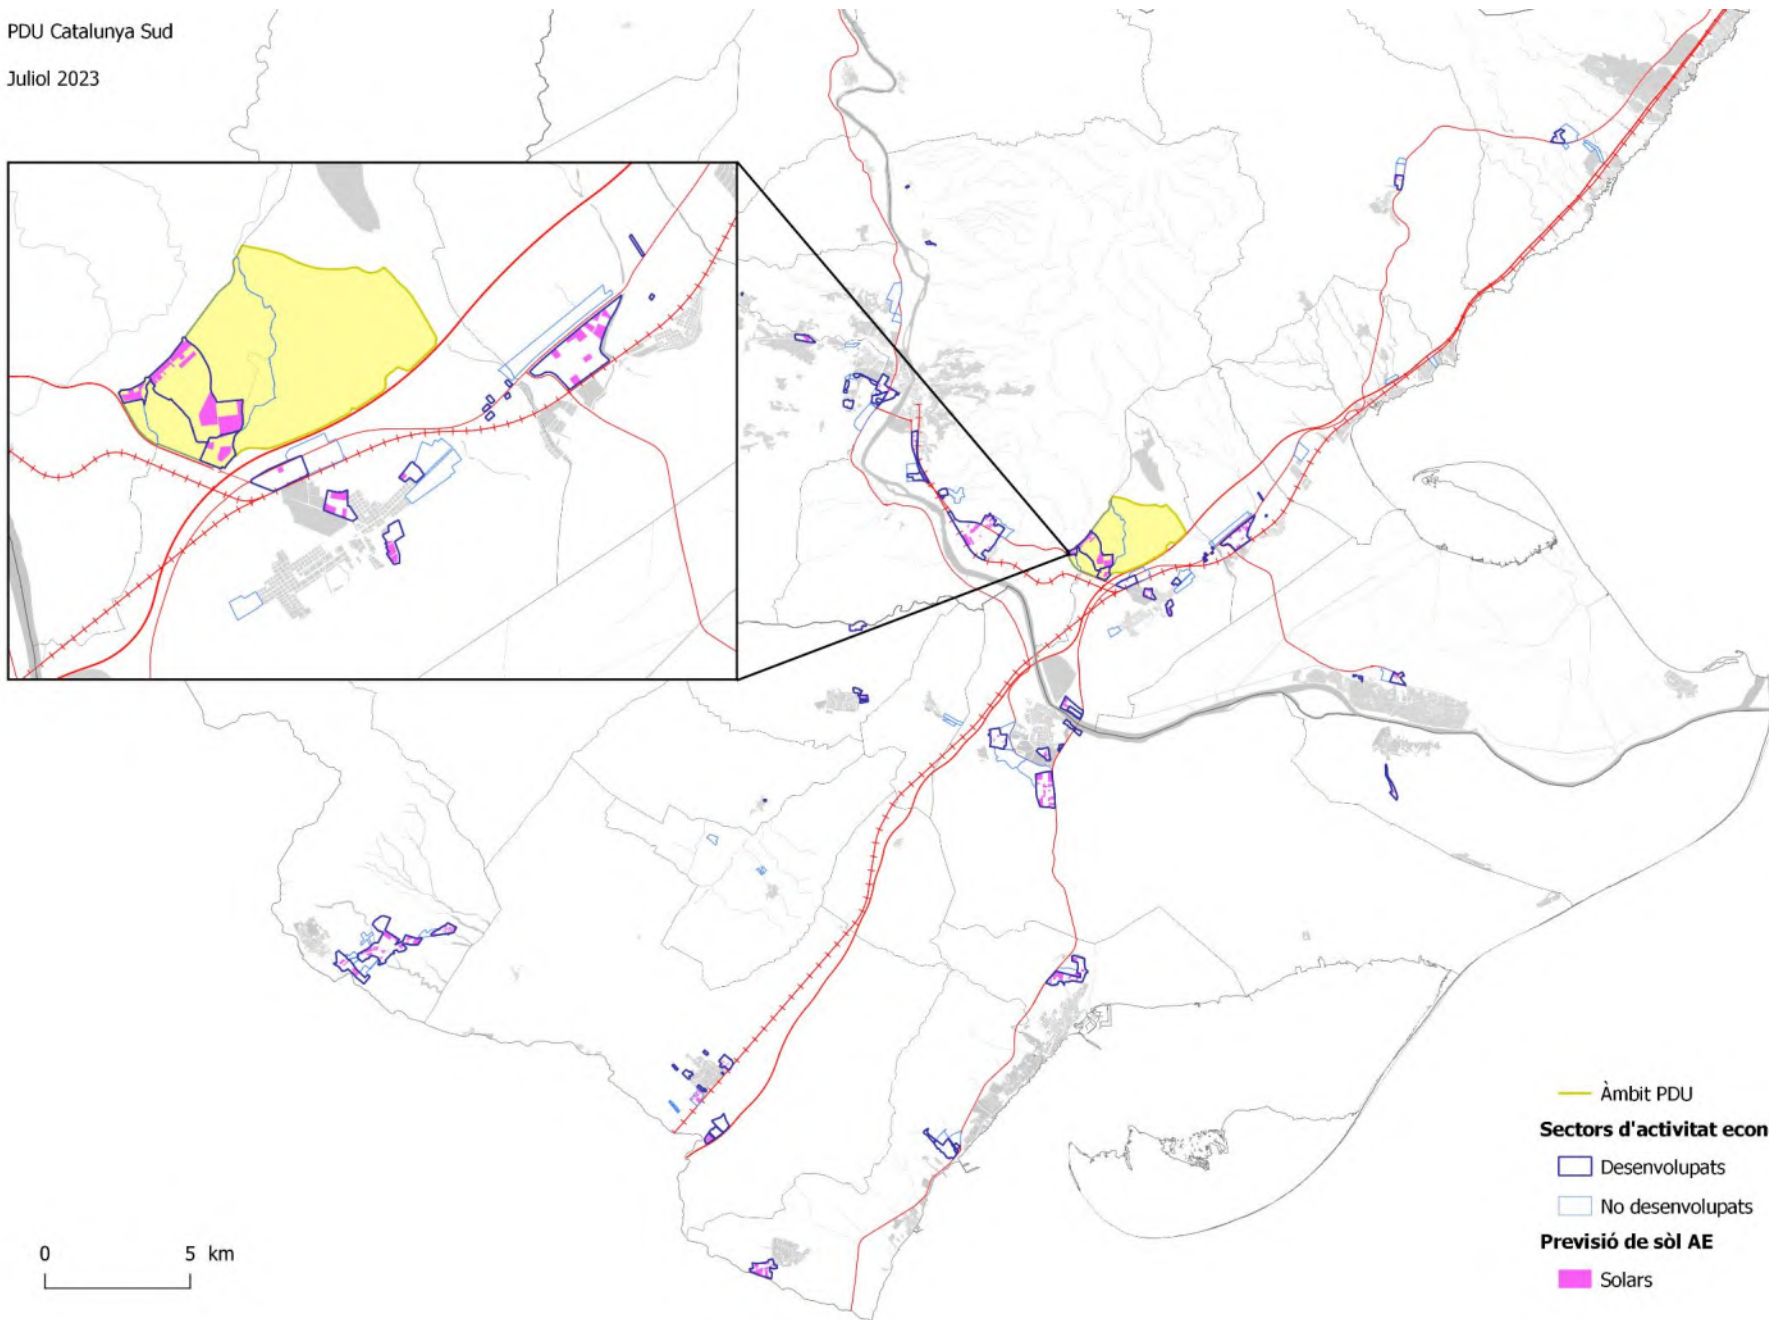 PDU Catalunya Sud
Juliol 2023
Àmbit PDU
Sectors d'activitat econ
Desenvolupats
No desenvolupats
Previsió de sòl AE
Solars
0 5 km